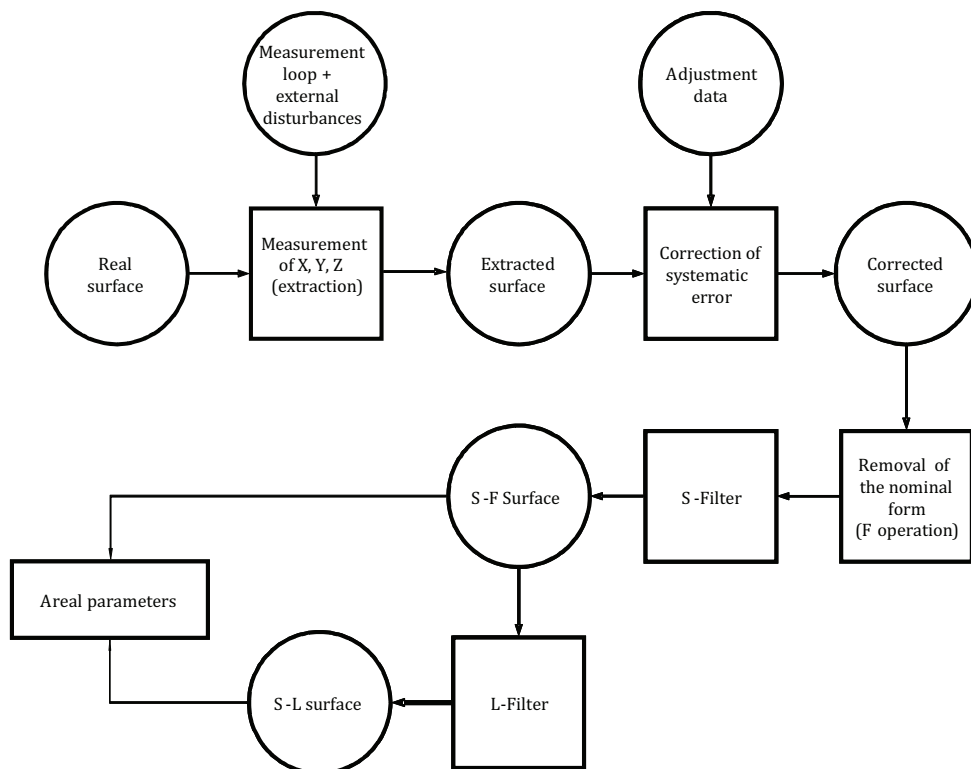 Measurement
loop +
external
disturbances
Adjustment
data
Real
surface
Measurement
of X, Y, Z
(extraction)
Extracted
surface
Correction of
systematic
error
Corrected
surface
S-F Surface
S-Filter
Removal of
the nominal
form
(F operation)
Areal parameters
S-L surface
L-Filter